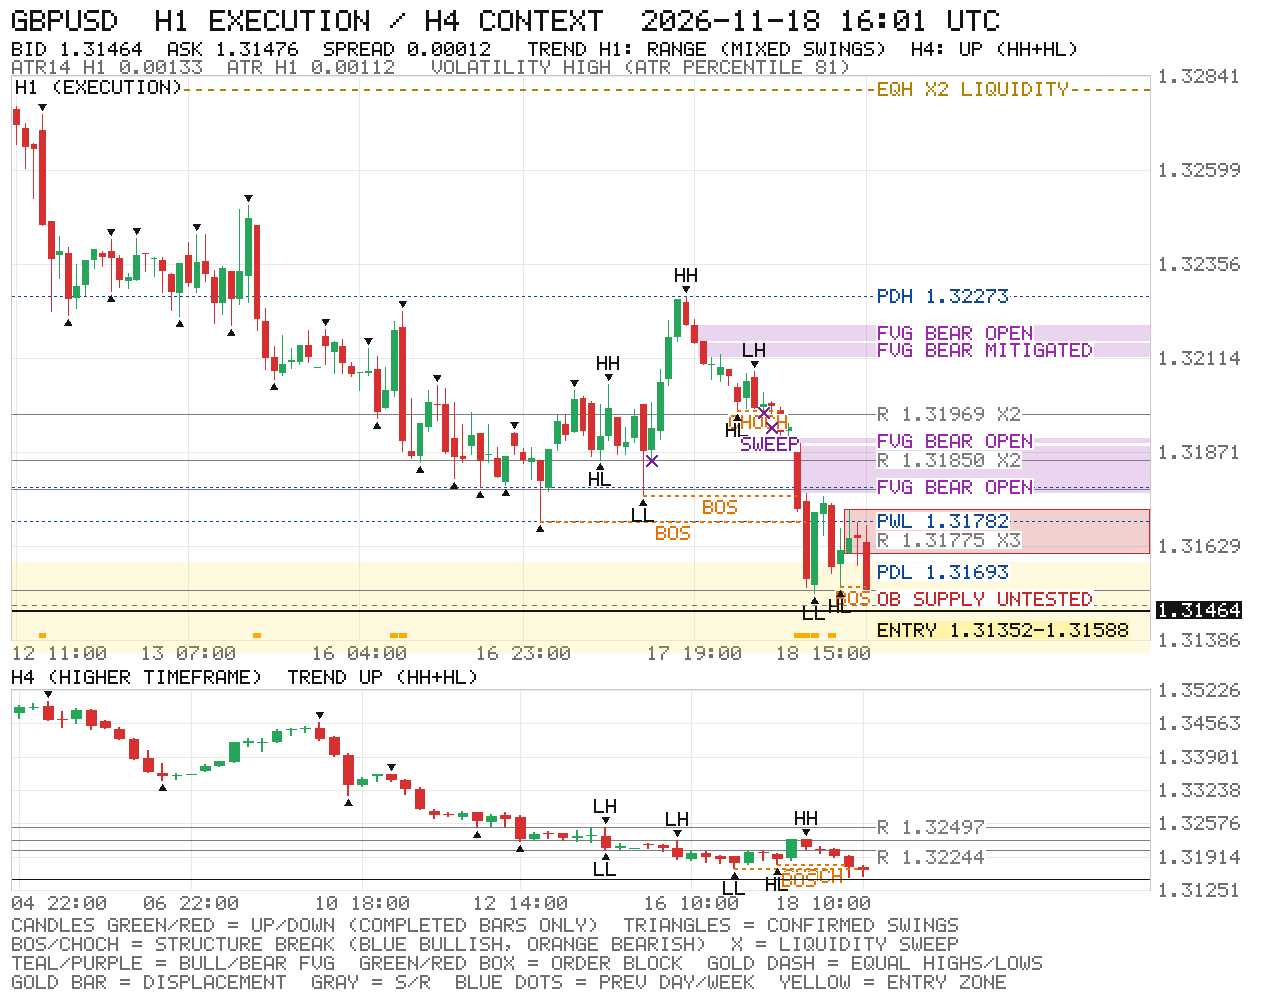 GBPUSD  H1 EXECUTION / H4 CONTEXT  2026-11-18 16:01 UTC
BID 1.31464  ASK 1.31476  SPREAD 0.00012  TREND H1: RANGE (MIXED SWINGS)  H4: UP (HH+HL)
ATR14 H1 0.00133  ATR H1 0.00112  VOLATILITY HIGH (ATR PERCENTILE 81)
1.32841
H1 (EXECUTION)
EQH X2 LIQUIDITY
1.32599
1.32356
HH
PDH 1.32273
FVG BEAR OPEN
FVG BEAR MITIGATED
LH
1.32114
HH
R 1.31969 X2
CHOCH
HL
SWEEP
FVG BEAR OPEN
1.31871
R 1.31850 X2
HL
FVG BEAR OPEN
BOS
LL
PWL 1.31782
BOS
R 1.31775 X3
1.31629
PDL 1.31693
BOS
OB SUPPLY UNTESTED
HL
LL
1.31464
ENTRY 1.31352-1.31588
1.31386
12 11:00  13 07:00  16 04:00  16 23:00  17 19:00  18 15:00
H4 (HIGHER TIMEFRAME)  TREND UP (HH+HL)
1.35226
1.34563
1.33901
1.33238
LH
LH
HH
1.32576
R 1.32497
R 1.32244
1.31914
LL
BOS
LL
HL
1.31251
04 22:00  06 22:00  10 18:00  12 14:00  16 10:00  18 10:00
CANDLES GREEN/RED = UP/DOWN (COMPLETED BARS ONLY)  TRIANGLES = CONFIRMED SWINGS
BOS/CHOCH = STRUCTURE BREAK (BLUE BULLISH, ORANGE BEARISH)  X = LIQUIDITY SWEEP
TEAL/PURPLE = BULL/BEAR FVG  GREEN/RED BOX = ORDER BLOCK  GOLD DASH = EQUAL HIGHS/LOWS
GOLD BAR = DISPLACEMENT  GRAY = S/R  BLUE DOTS = PREV DAY/WEEK  YELLOW = ENTRY ZONE